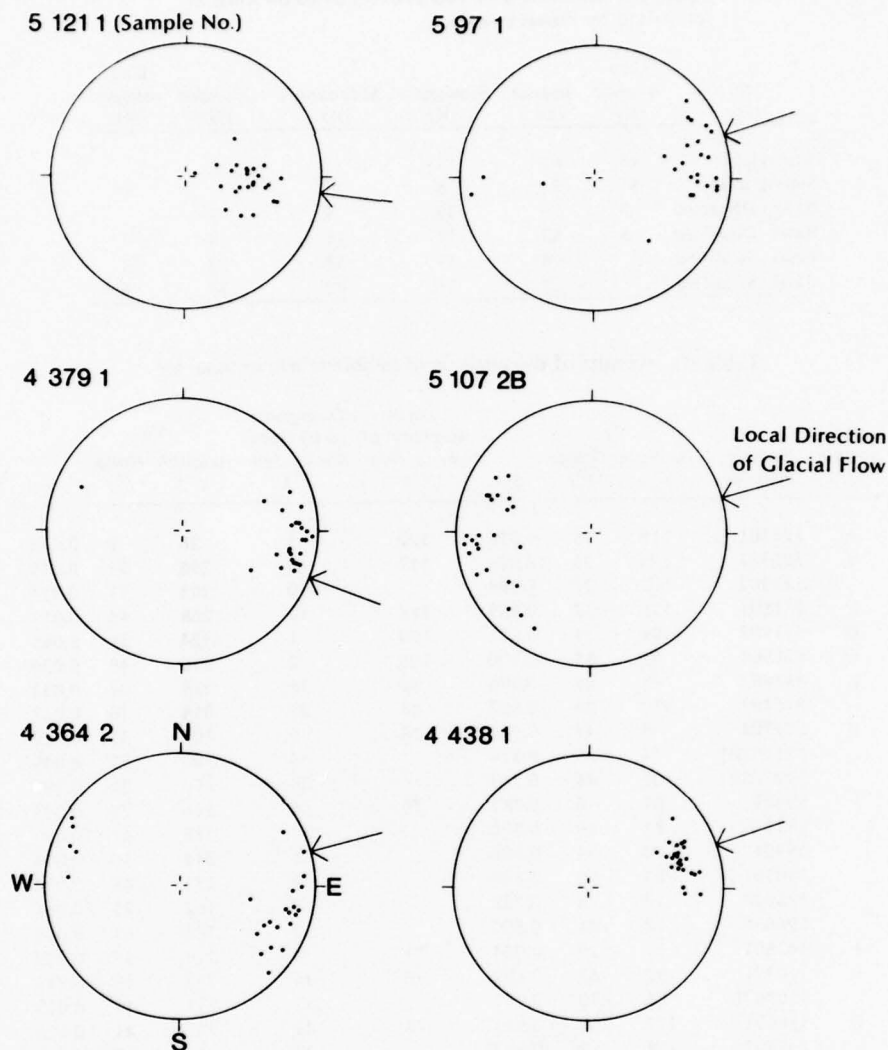 5 121 1 (Sample No.)
5 97 1
4 379 1
5 107 2B
Local Direction
of Glacial Flow
4 364 2
N
W
E
S
4 438 1